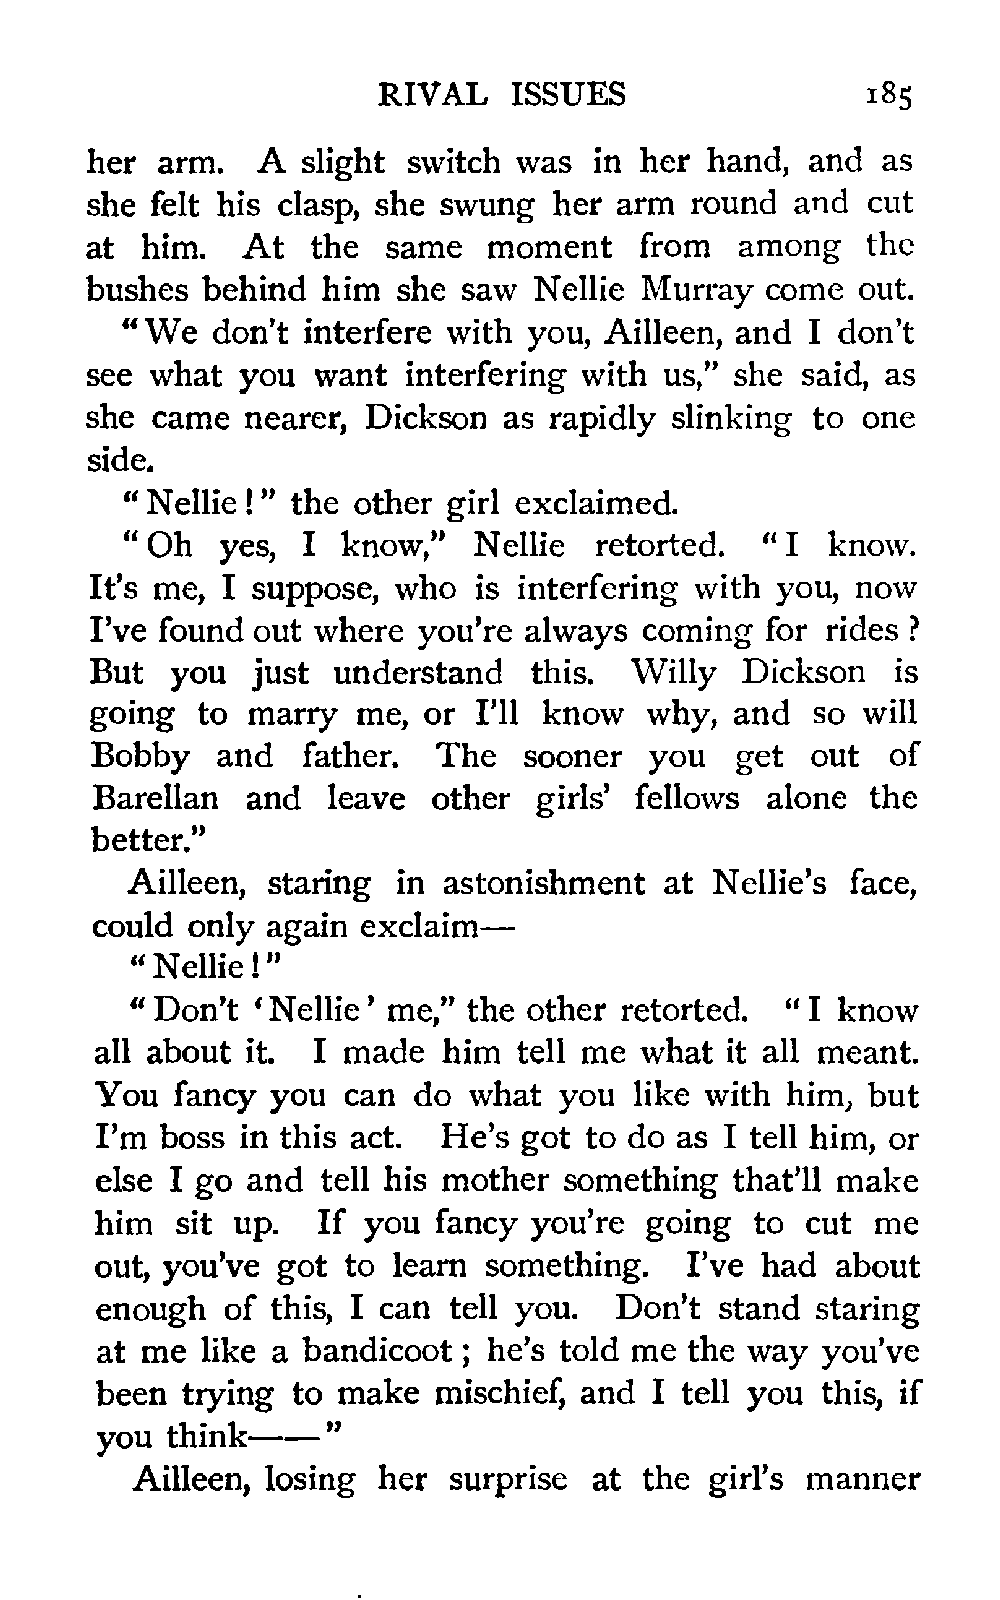 RIVAL ISSUES 185
her arm. A slight switch was in her hand, and as
she felt his clasp, she swung her arm round and cut
at him. At the same moment from among the
bushes behind him she saw Nellie Murray come out.
"We don't interfere with you, Ailleen, and I don't
see what you want interfering with us," she said, as
she came nearer, Dickson as rapidly slinking to one
side.
"Nellie!" the other girl exclaimed.
"Oh yes, I know," Nellie retorted. "I know.
It's me, I suppose, who is interfering with you, now
I've found out where you're always coming for rides?
But you just understand this. Willy Dickson is
going to marry me, or I'll know why, and so will
Bobby and father. The sooner you get out of
Barellan and leave other girls' fellows alone the
better."
Ailleen, staring in astonishment at Nellie's face,
could only again exclaim—
"Nellie!"
"Don't 'Nellie' me," the other retorted. "I know
all about it. I made him tell me what it all meant.
You fancy you can do what you like with him, but
I'm boss in this act. He's got to do as I tell him, or
else I go and tell his mother something that'll make
him sit up. If you fancy you're going to cut me
out, you've got to learn something. I've had about
enough of this, I can tell you. Don't stand staring
at me like a bandicoot; he's told me the way you've
been trying to make mischief, and I tell you this, if
you think——"
Ailleen, losing her surprise at the girl's manner